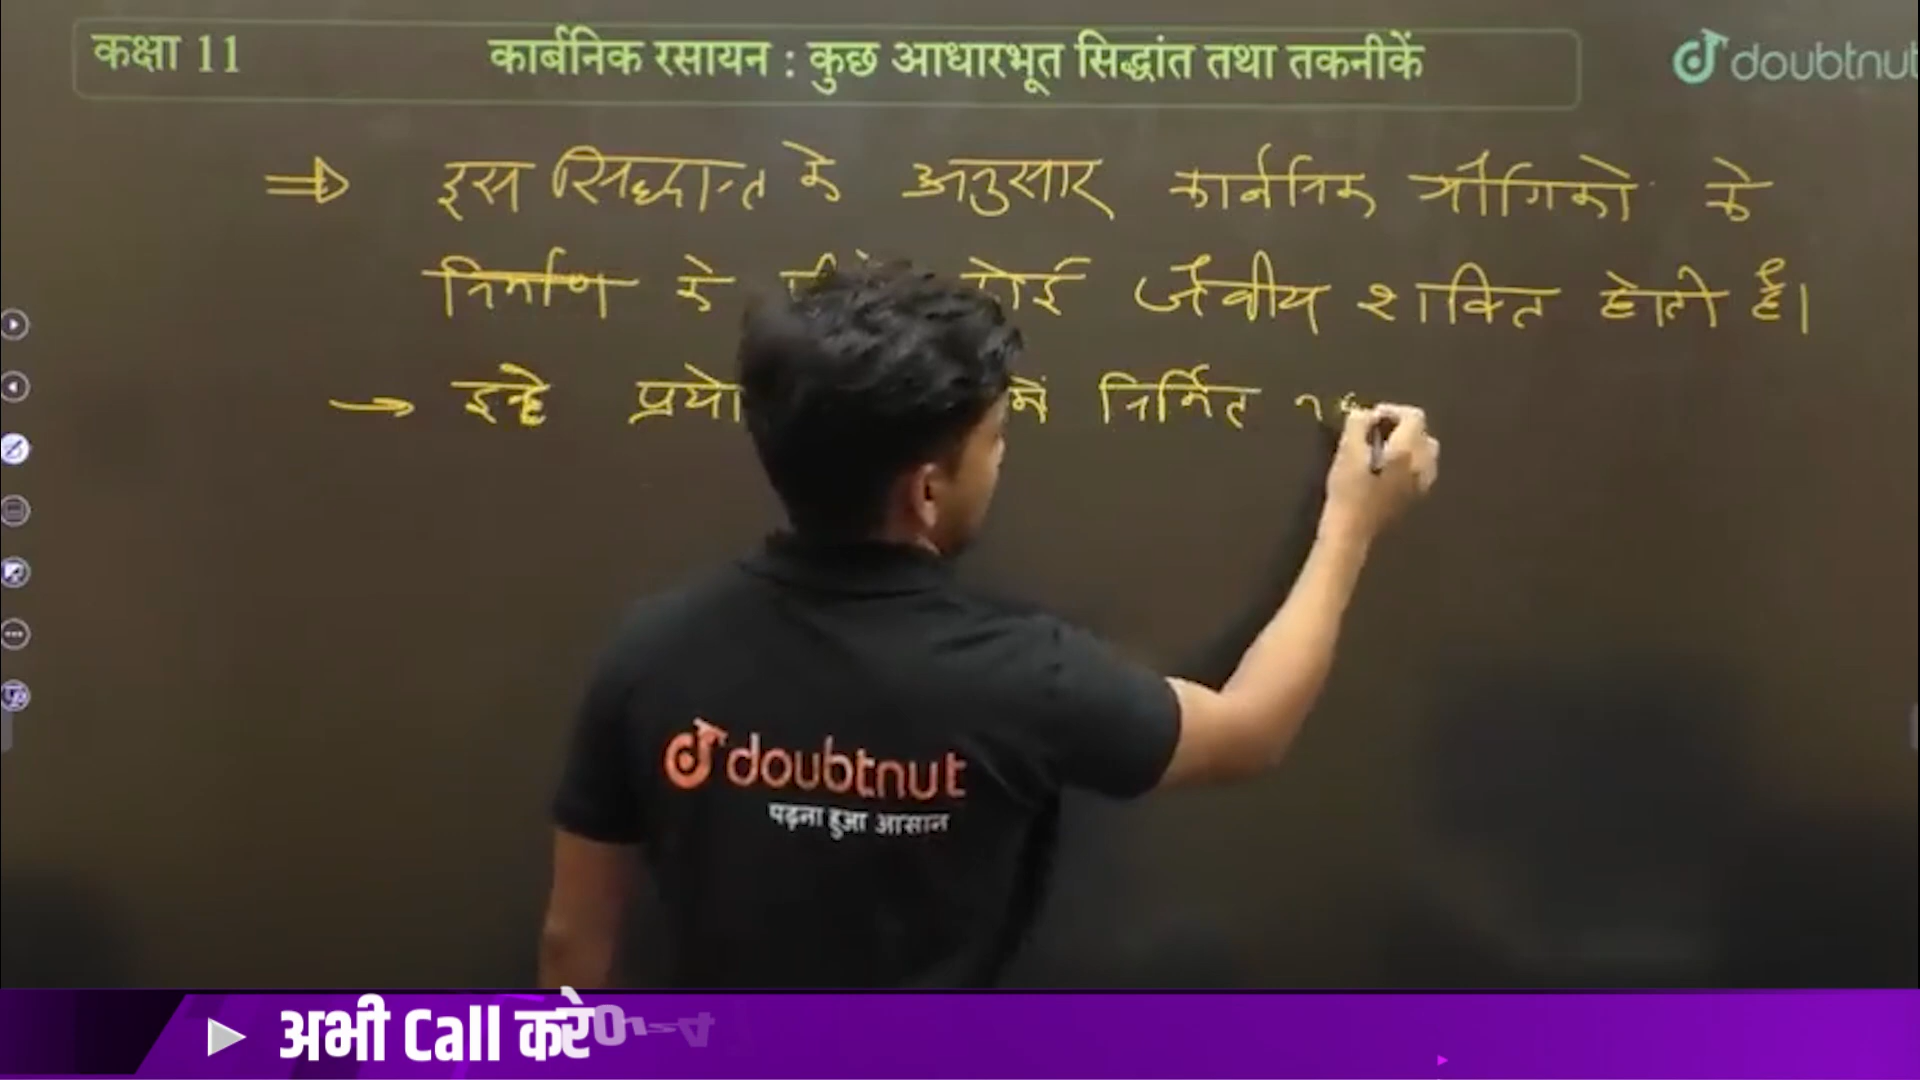 कक्षा 11
कार्बनिक रसायन : कुछ आधारभूत सिद्धांत तथा तकनीकें
doubtnut
⇒ इस सिद्धान्त के अनुसार कार्बनिक यौगिको के
निर्माण के कोई जैवीय शक्ति होती है।
→ इन्हे में निर्मित
doubtnut
पढ़ना हुआ आसान
अभी Call करे